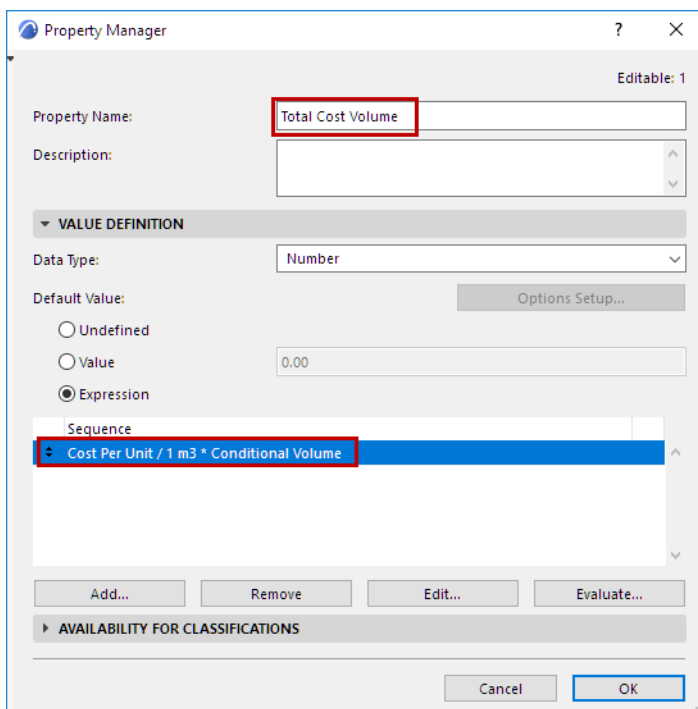 Property Manager
?
Editable: 1
Property Name:
Total Cost Volume
Description:
VALUE DEFINITION
Data Type:
Number
Default Value:
Options Setup...
Undefined
Value
0.00
Expression
Sequence
Cost Per Unit / 1 m3 * Conditional Volume
Add...
Remove
Edit...
Evaluate...
AVAILABILITY FOR CLASSIFICATIONS
Cancel
OK